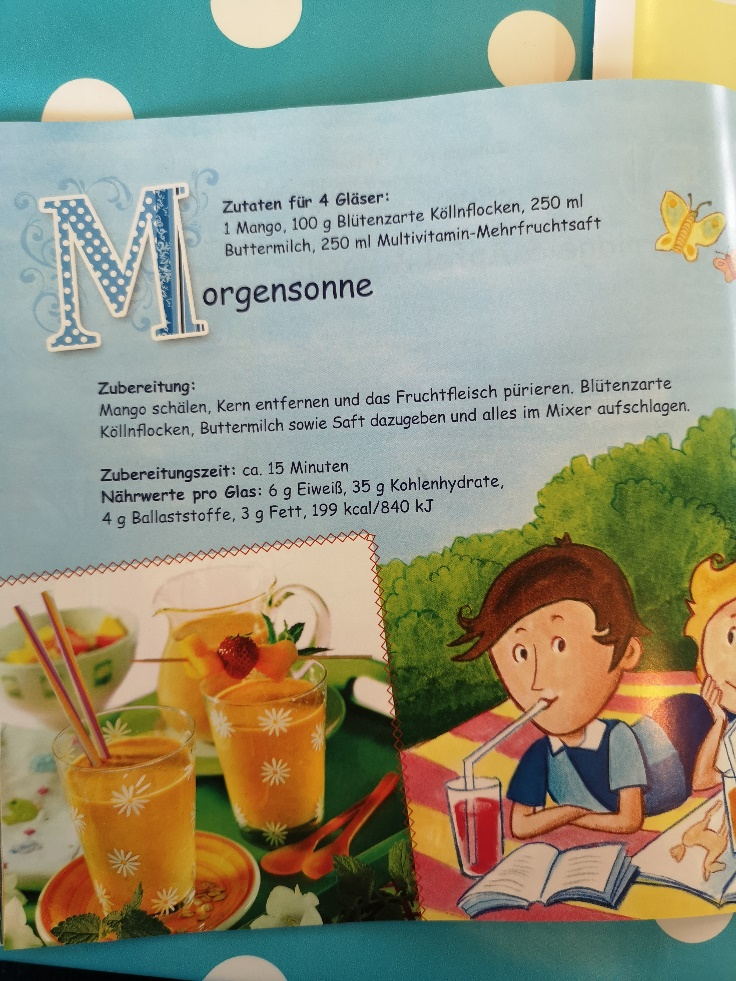 Zutaten für 4 Gläser:
1 Mango, 100 g Blütenzarte Köllnflocken, 250 ml
Buttermilch, 250 ml Multivitamin-Mehrfruchtsaft
Morgensonne
Zubereitung:
Mango schälen, Kern entfernen und das Fruchtfleisch pürieren. Blütenzarte
Köllnflocken, Buttermilch sowie Saft dazugeben und alles im Mixer aufschlagen.
Zubereitungszeit: ca. 15 Minuten
Nährwerte pro Glas: 6 g Eiweiß, 35 g Kohlenhydrate,
4 g Ballaststoffe, 3 g Fett, 199 kcal/840 kJ